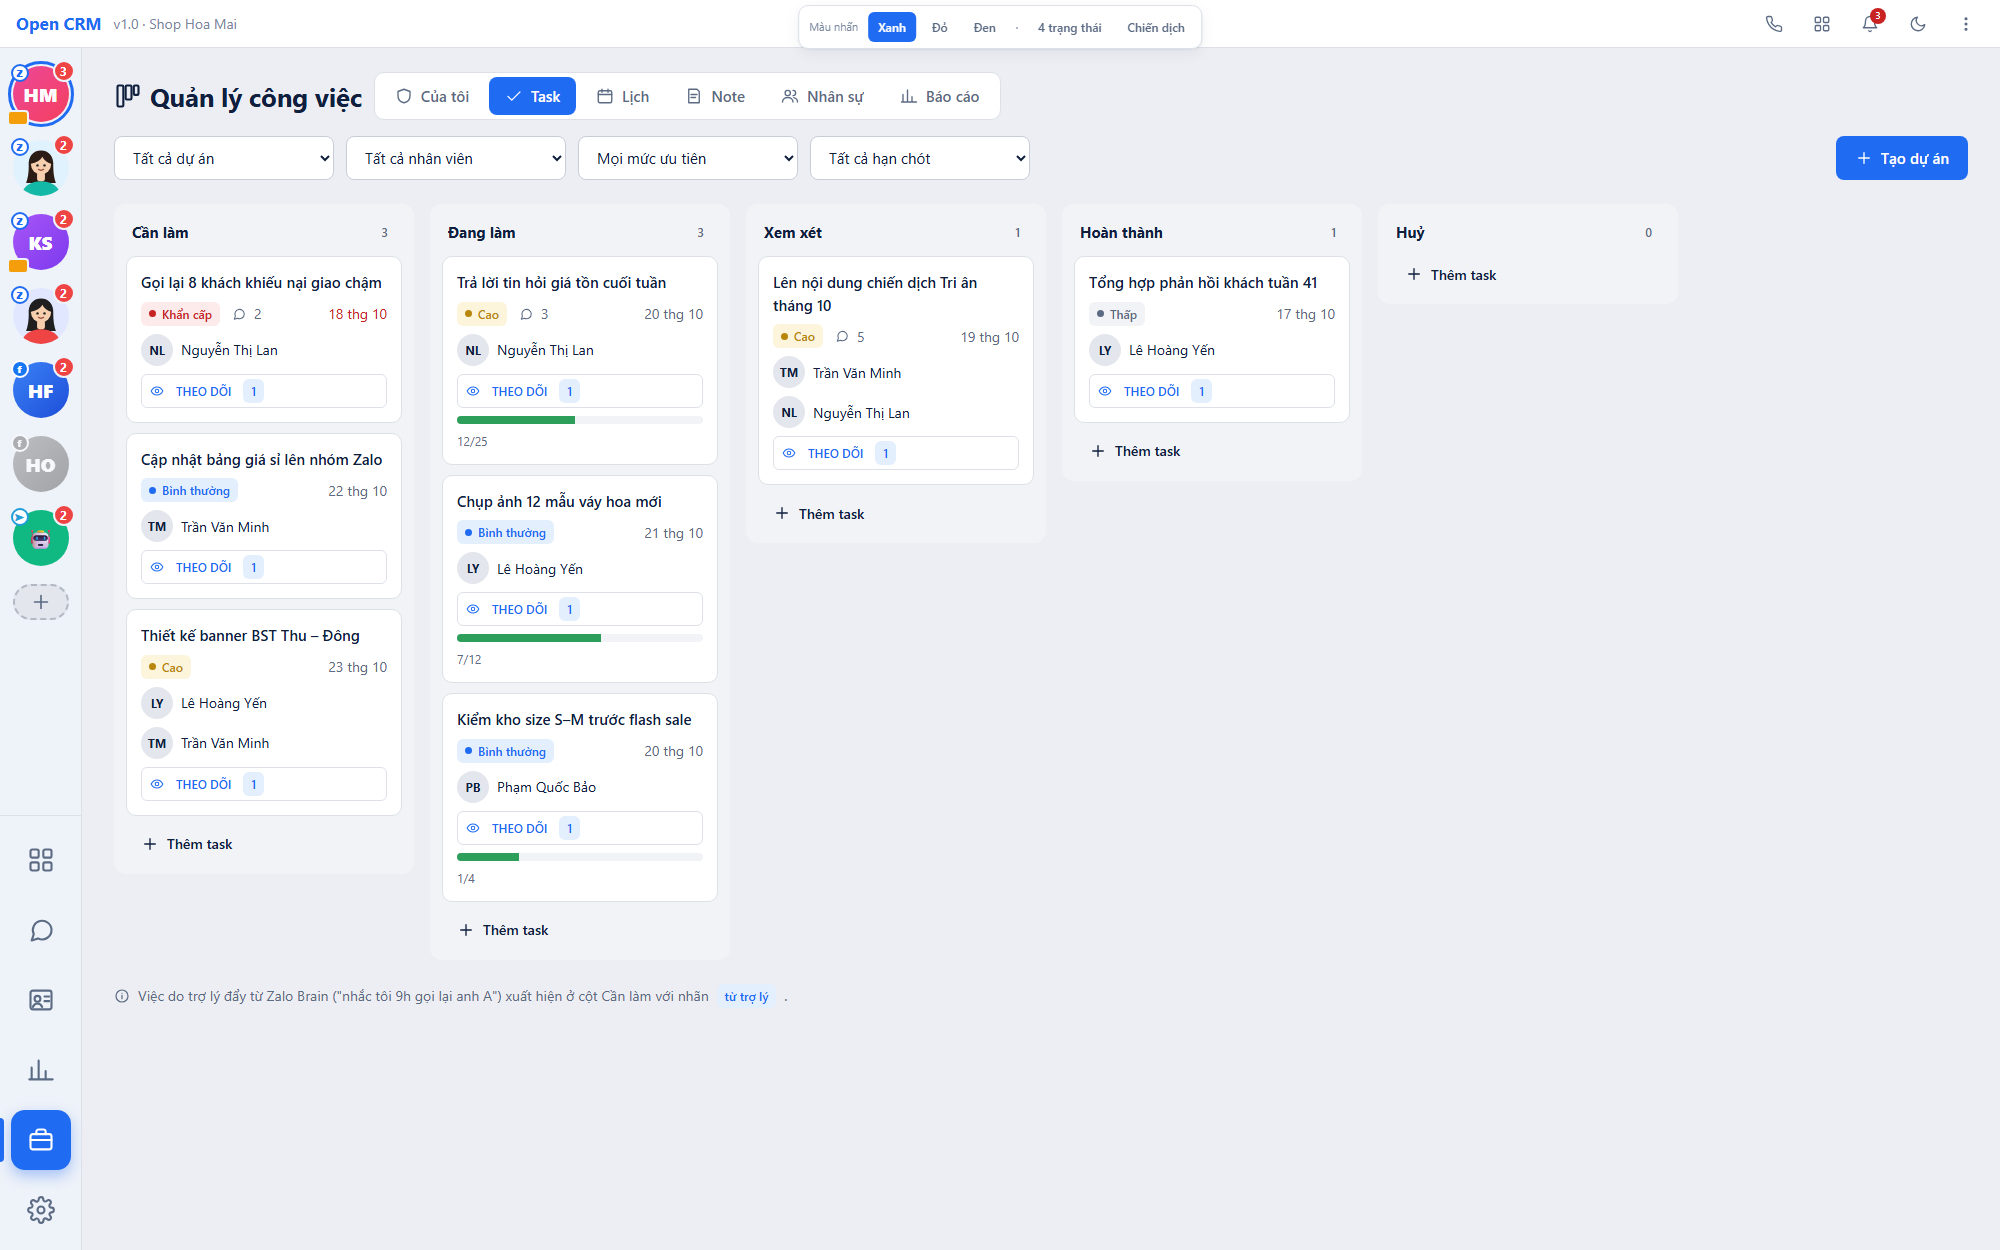 Open CRM v1.0 · Shop Hoa Mai
Màu nhấn Xanh Đỏ Đen · 4 trạng thái Chiến dịch
3
HM 3
2
KS 2
2
HF 2
HO
2
Quản lý công việc
Của tôi Task Lịch Note Nhân sự Báo cáo
Tất cả dự án Tất cả nhân viên Mọi mức ưu tiên Tất cả hạn chót
+ Tạo dự án
Cần làm 3
Gọi lại 8 khách khiếu nại giao chậm
Khẩn cấp 2 18 thg 10
NL Nguyễn Thị Lan
THEO DÕI 1
Cập nhật bảng giá sỉ lên nhóm Zalo
Bình thường 22 thg 10
TM Trần Văn Minh
THEO DÕI 1
Thiết kế banner BST Thu – Đông
Cao 23 thg 10
LY Lê Hoàng Yến
TM Trần Văn Minh
THEO DÕI 1
+ Thêm task
Đang làm 3
Trả lời tin hỏi giá tồn cuối tuần
Cao 3 20 thg 10
NL Nguyễn Thị Lan
THEO DÕI 1
12/25
Chụp ảnh 12 mẫu váy hoa mới
Bình thường 21 thg 10
LY Lê Hoàng Yến
THEO DÕI 1
7/12
Kiểm kho size S–M trước flash sale
Bình thường 20 thg 10
PB Phạm Quốc Bảo
THEO DÕI 1
1/4
+ Thêm task
Xem xét 1
Lên nội dung chiến dịch Tri ân
tháng 10
Cao 5 19 thg 10
TM Trần Văn Minh
NL Nguyễn Thị Lan
THEO DÕI 1
+ Thêm task
Hoàn thành 1
Tổng hợp phản hồi khách tuần 41
Thấp 17 thg 10
LY Lê Hoàng Yến
THEO DÕI 1
+ Thêm task
Huỷ 0
+ Thêm task
Việc do trợ lý đẩy từ Zalo Brain ("nhắc tôi 9h gọi lại anh A") xuất hiện ở cột Cần làm với nhãn từ trợ lý .